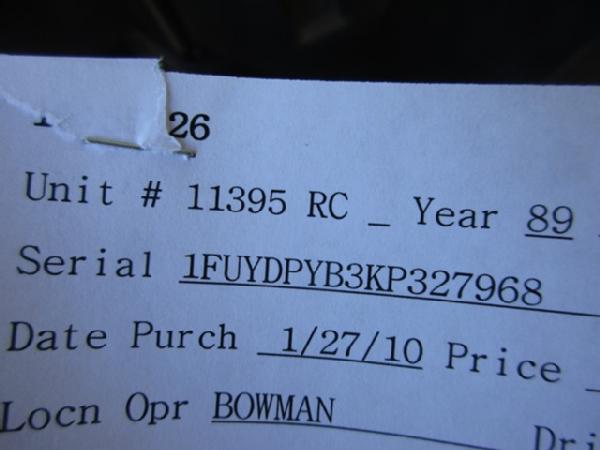 26
Unit # 11395 RC _ Year 89
Serial 1FUYDPYB3KP327968
Date Purch 1/27/10 Price
Locn Opr BOWMAN